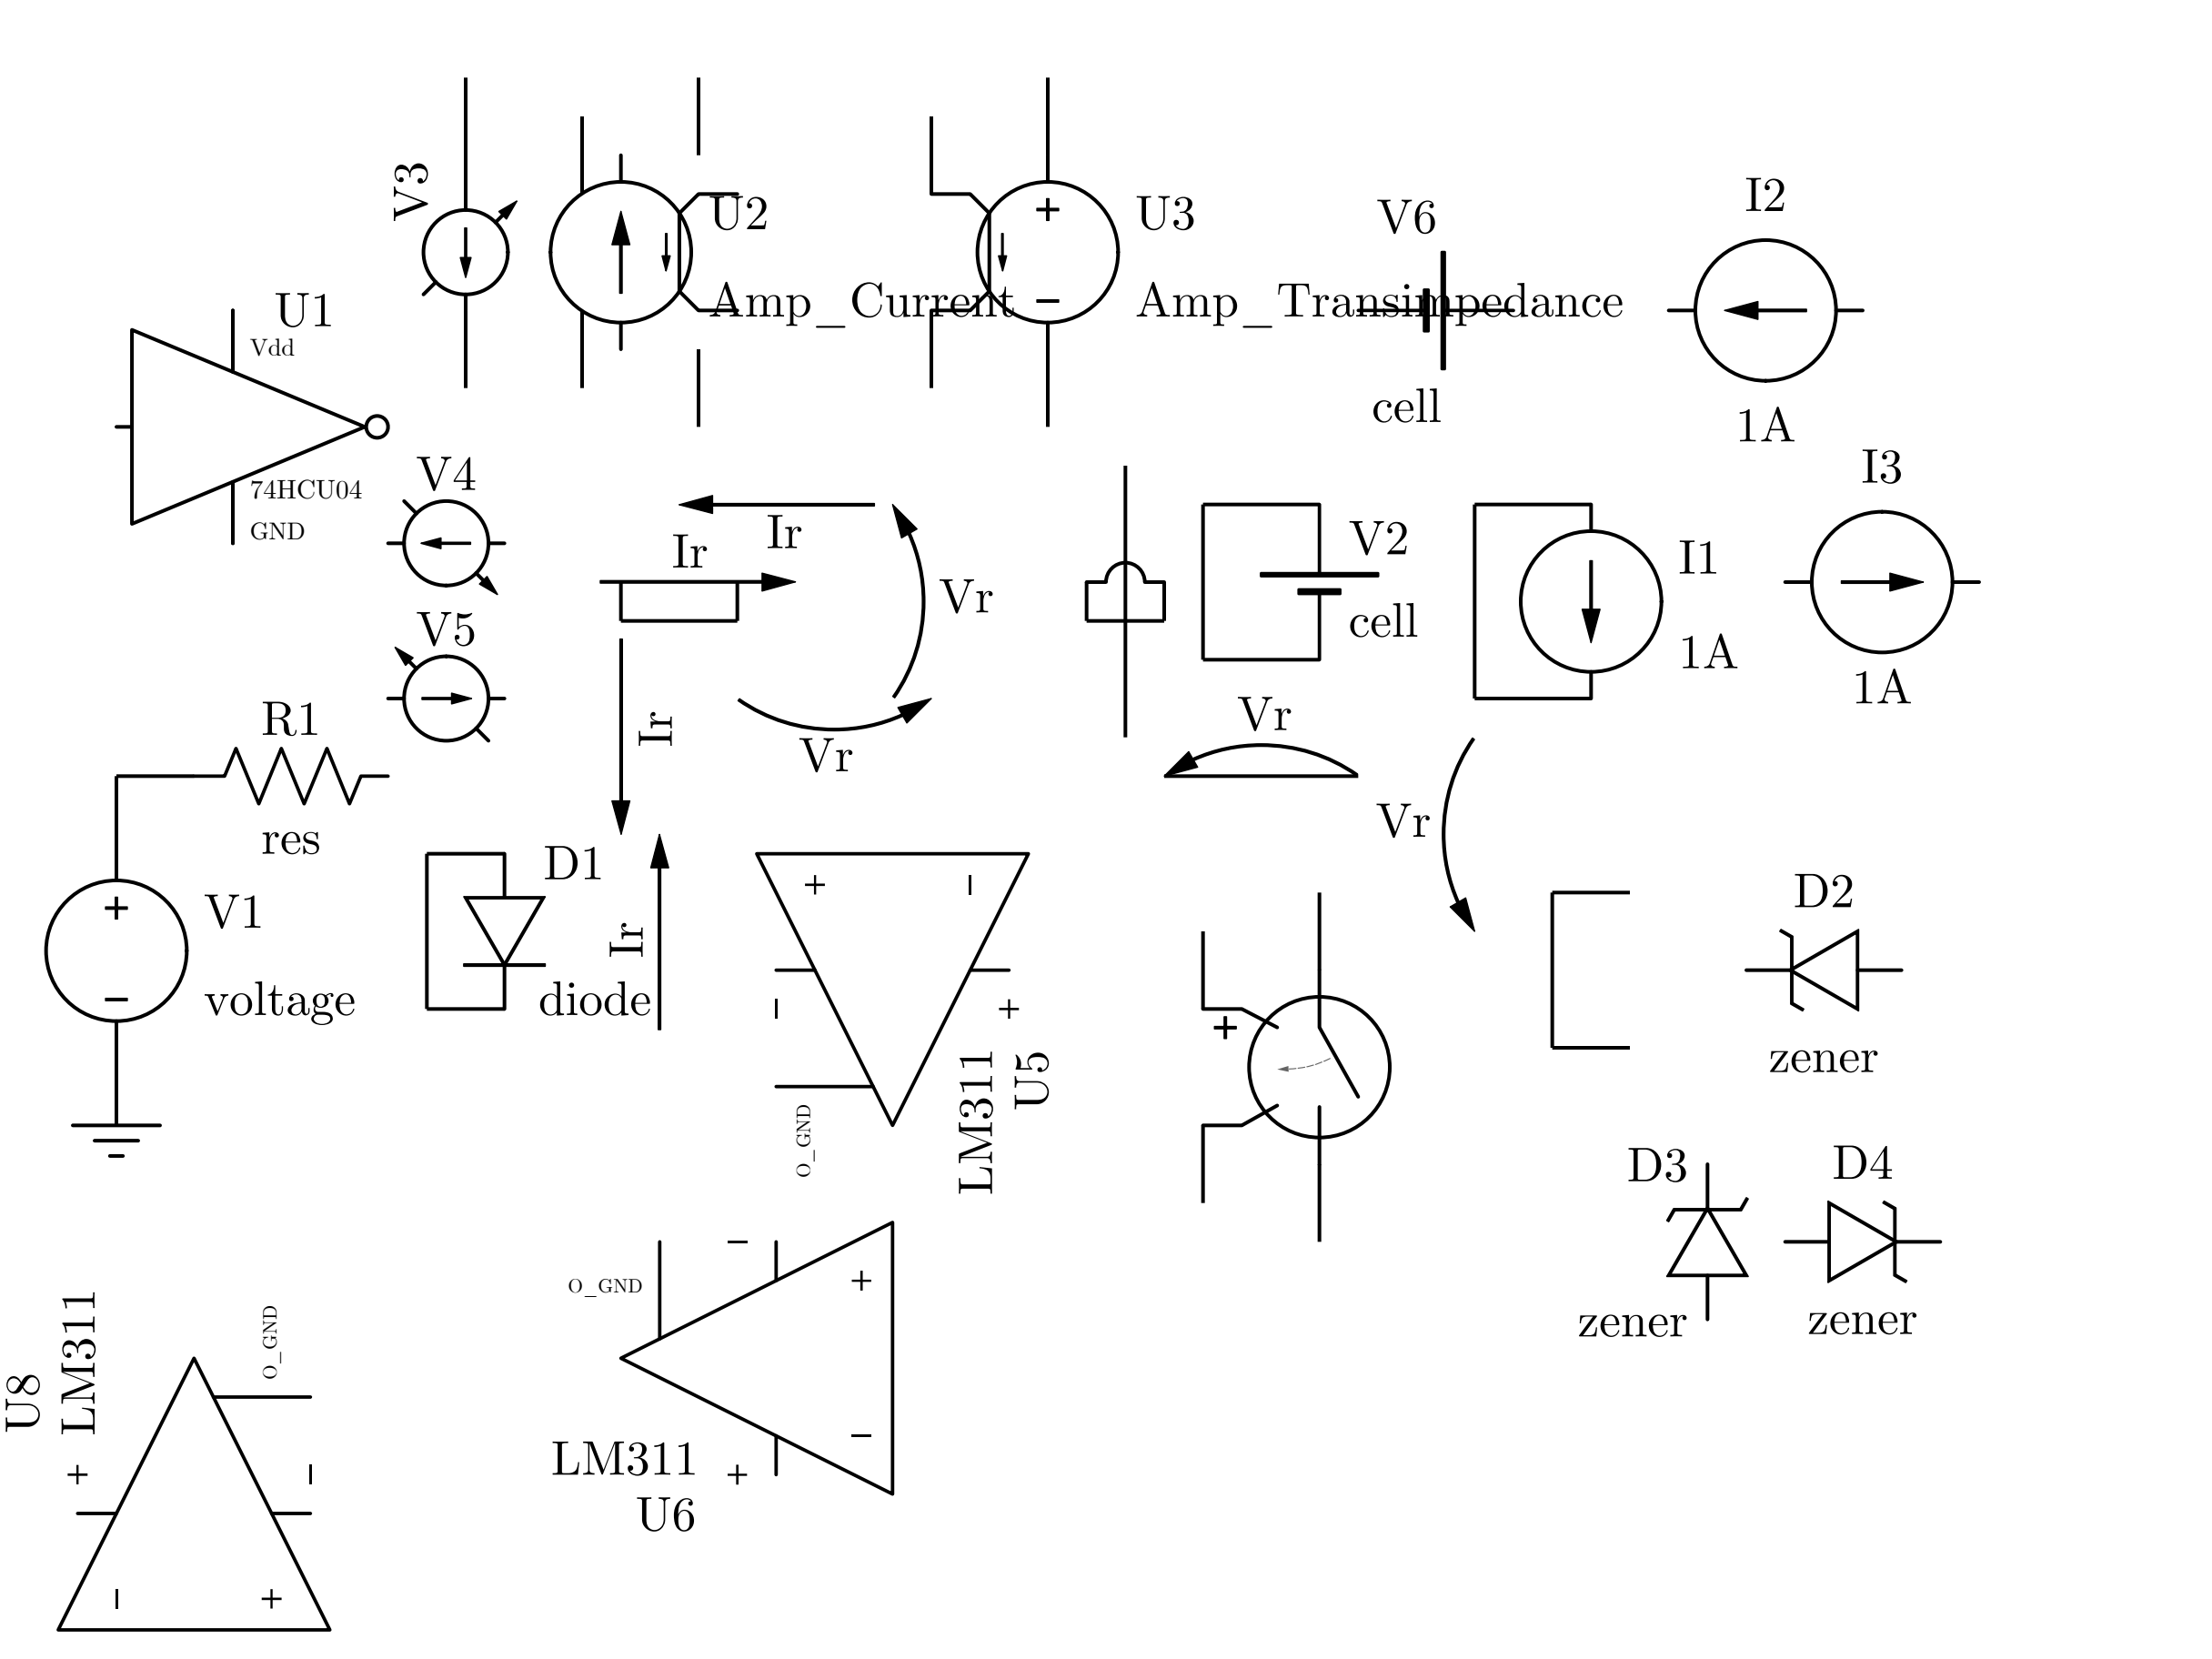 V3
U2
U3
V6
I2
Amp_Current
Amp_Transimpedance
U1
Vdd
cell
1A
74HCU04
GND
V4
Ir
Ir
Vr
V2
cell
I1
1A
I3
1A
V5
R1
res
Ir
Vr
Vr
Vr
D1
diode
Ir
+
-
V1
voltage
+
-
+
-
+
-
O_GND
LM311
U5
+
D2
zener
D3
zener
D4
zener
O_GND
-
+
-
LM311
+
U6
U8
LM311
O_GND
+
-
-
+